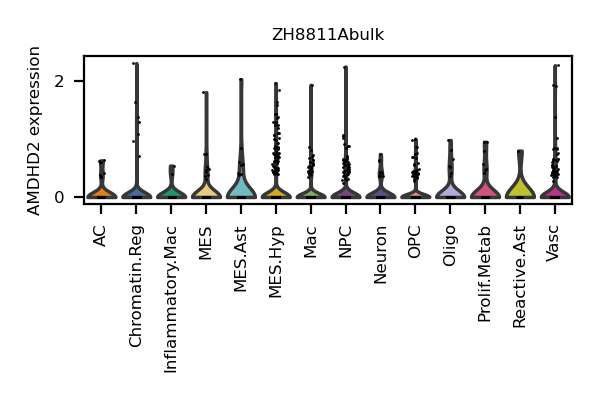 ZH8811Abulk
AMDHD2 expression
2
0
AC
Chromatin.Reg
Inflammatory.Mac
MES
MES.Ast
MES.Hyp
Mac
NPC
Neuron
OPC
Oligo
Prolif.Metab
Reactive.Ast
Vasc